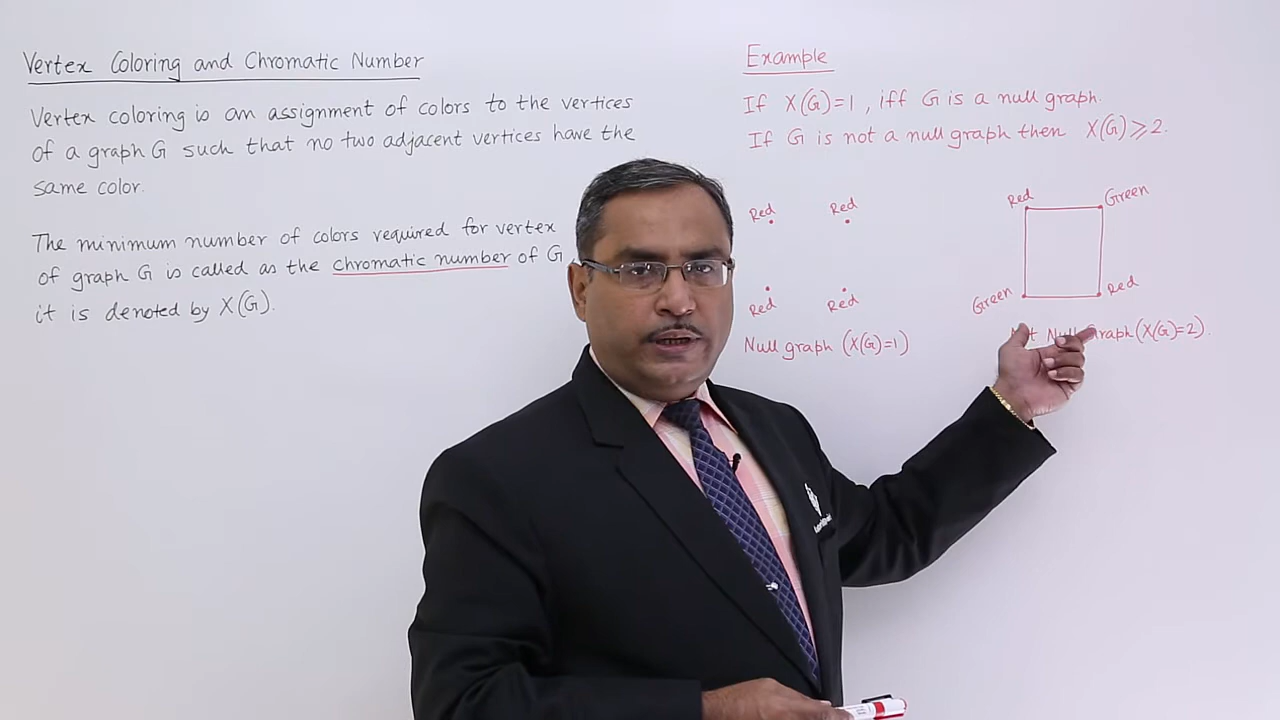 Vertex Coloring and Chromatic Number
Vertex coloring is an assignment of colors to the vertices
of a graph G such that no two adjacent vertices have the
same color.
The minimum number of colors required for vertex
of graph G is called as the chromatic number of G
it is denoted by X(G).
Example
If X(G)=1, iff G is a null graph.
If G is not a null graph then X(G)≥2.
Red Red
Red Red
Null graph (X(G)=1)
Red Green
Green Red
Null Graph (X(G)=2).